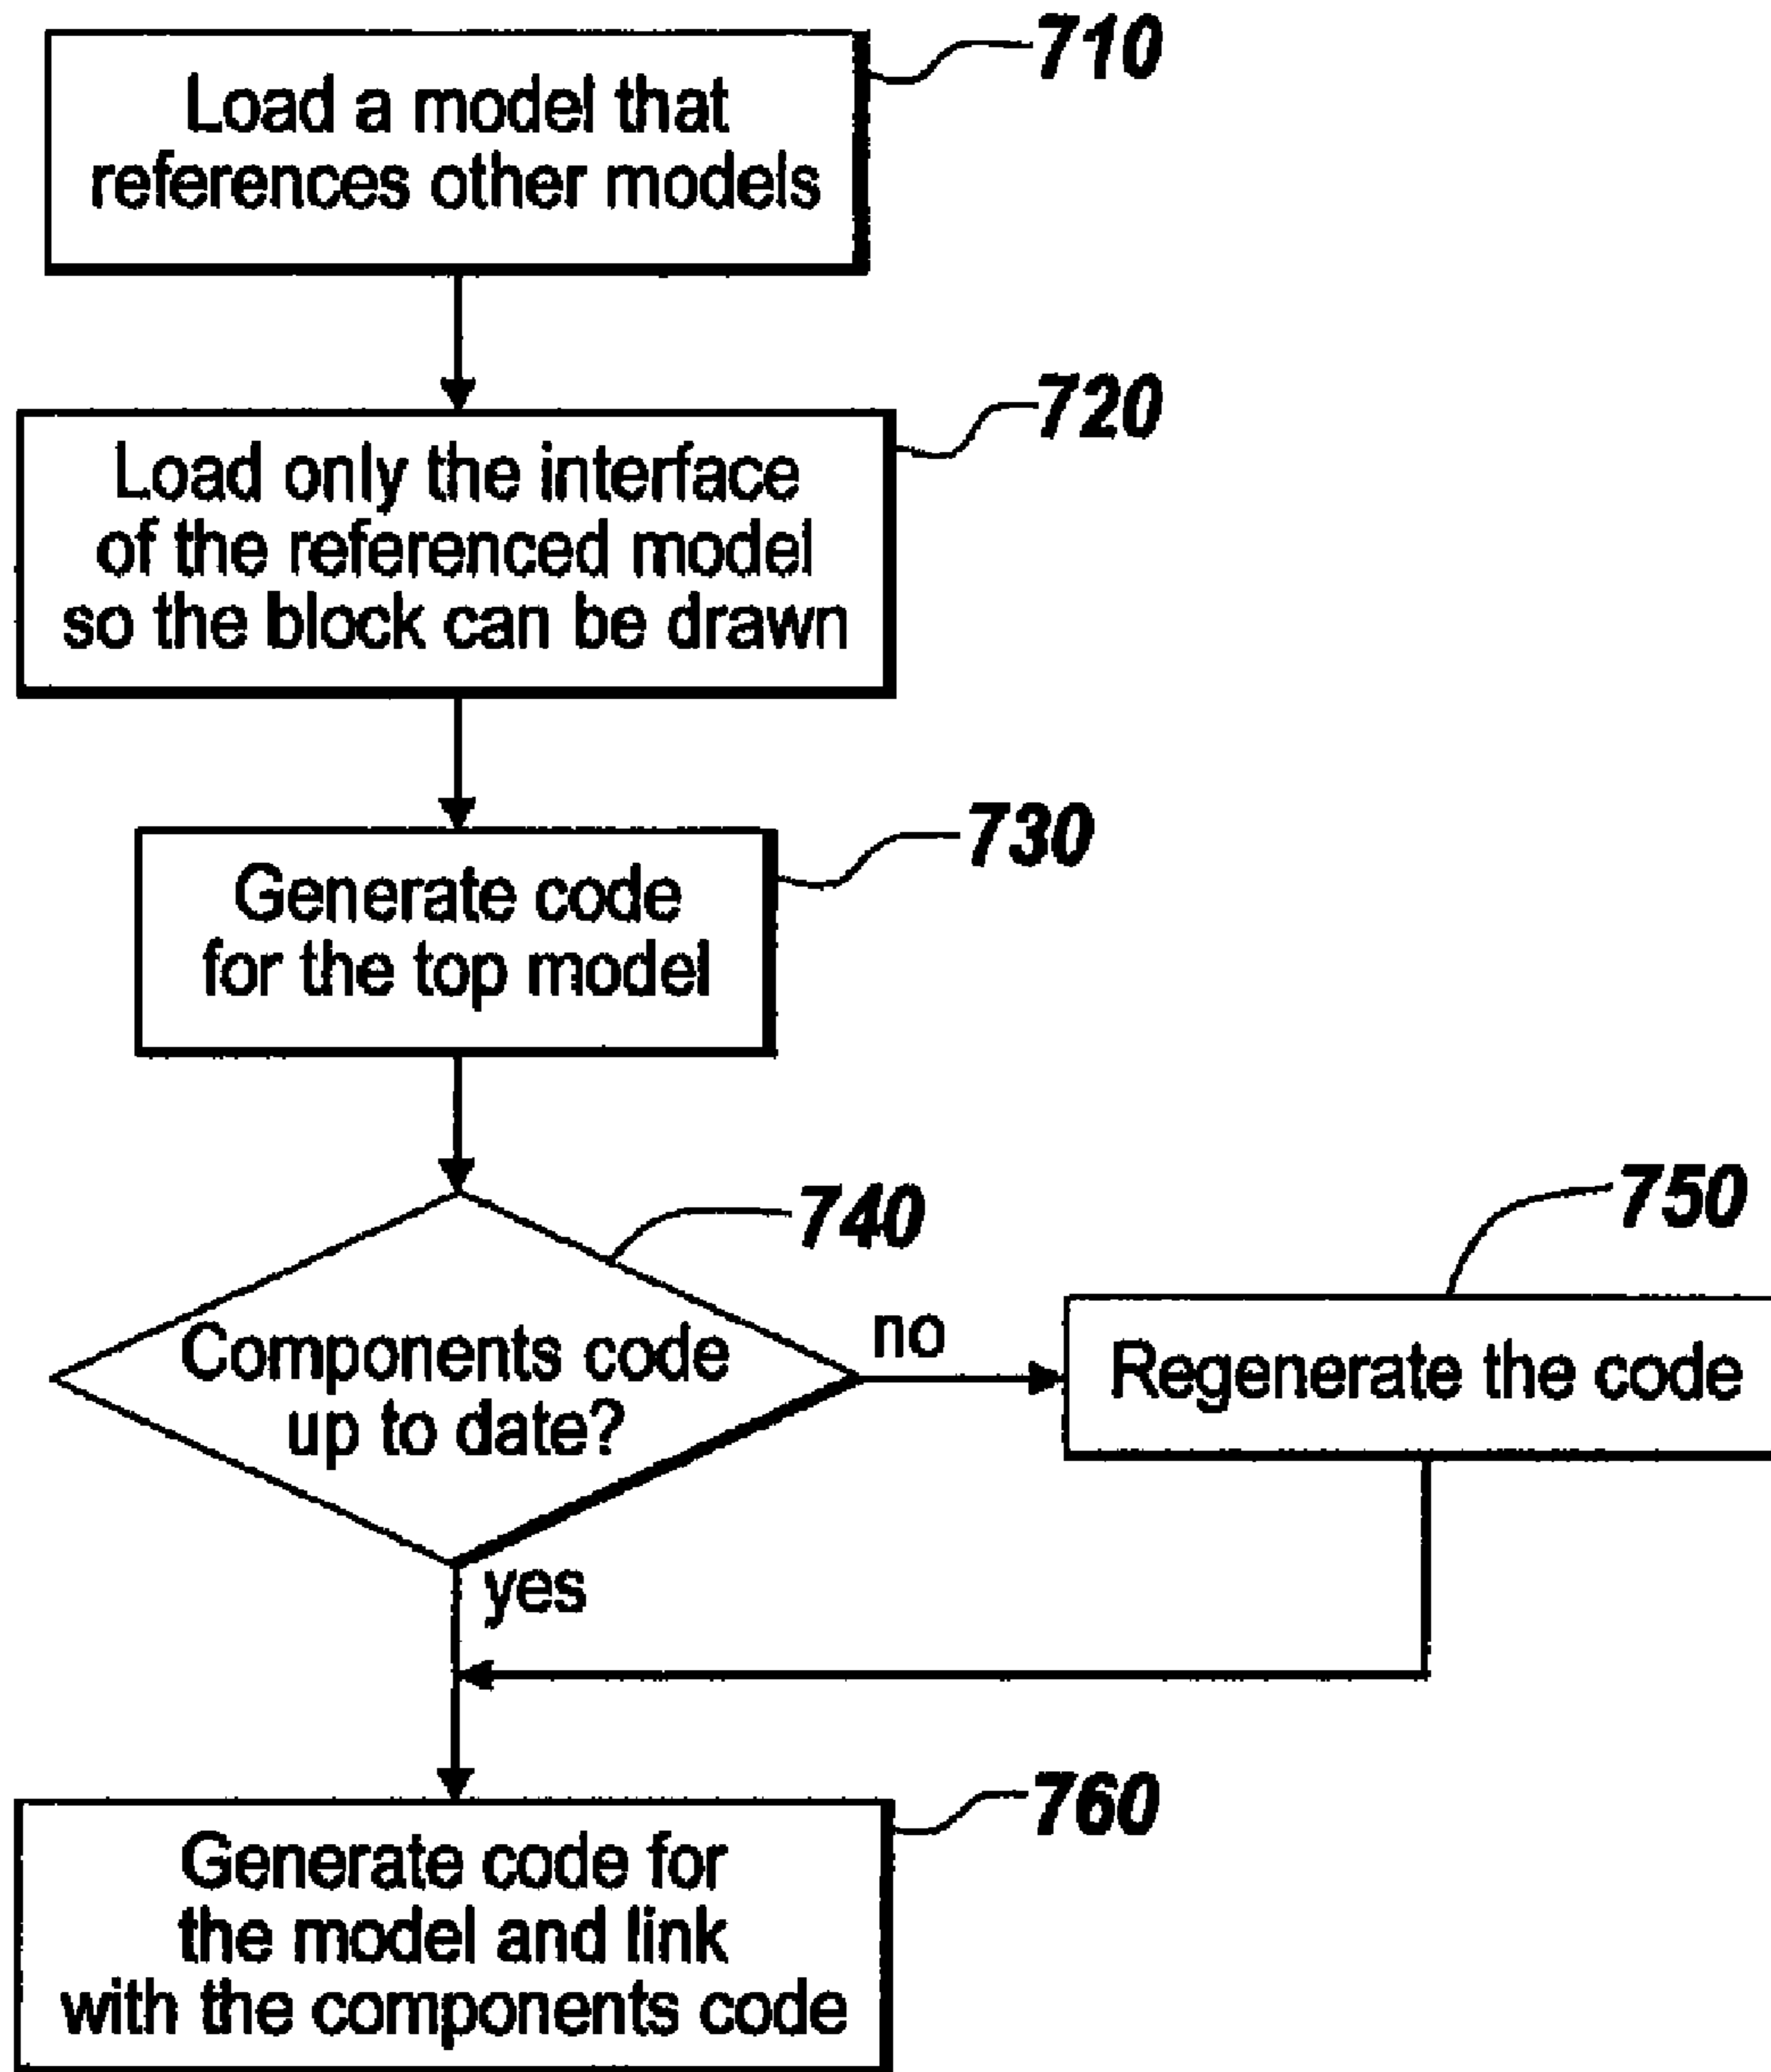 710
Load a model that
references other models
720
Load only the interface
of the referenced model
so the block can be drawn
730
Generate code
for the top model
740
Components code
up to date?
no
750
Regenerate the code
yes
760
Generate code for
the model and link
with the components code